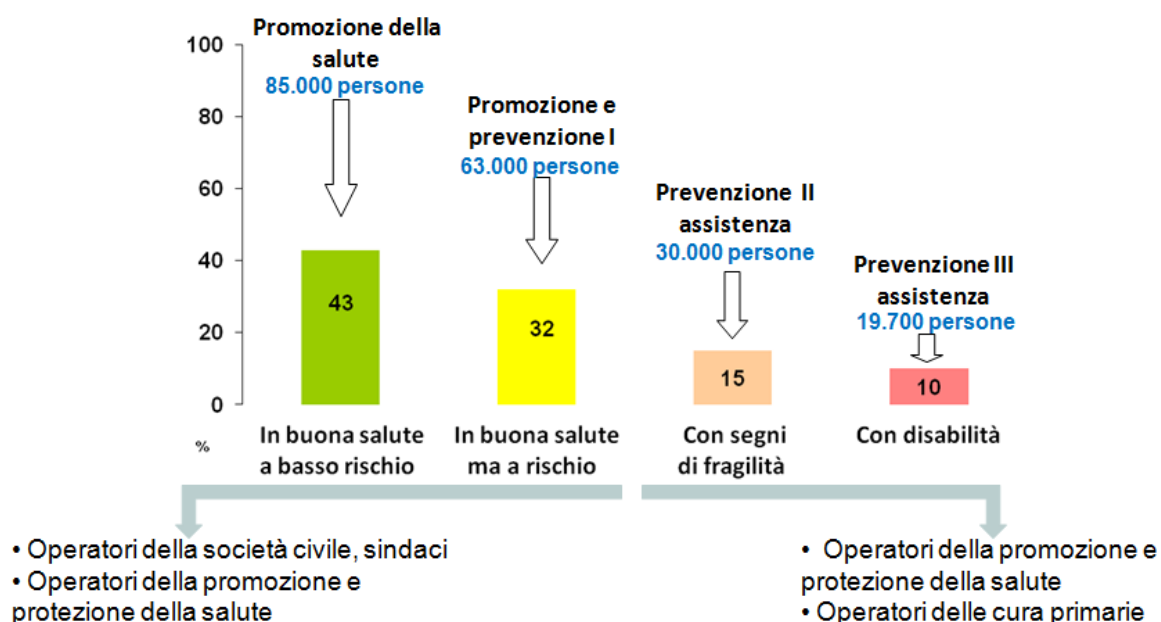 Promozione della
salute
85.000 persone
Promozione e
prevenzione I
63.000 persone
Prevenzione II
assistenza
30.000 persone
Prevenzione III
assistenza
19.700 persone
100
80
60
40
20
0
%
43
32
15
10
In buona salute
a basso rischio
In buona salute
ma a rischio
Con segni
di fragilità
Con disabilità
• Operatori della società civile, sindaci
• Operatori della promozione e
protezione della salute
• Operatori della promozione e
protezione della salute
• Operatori delle cura primarie